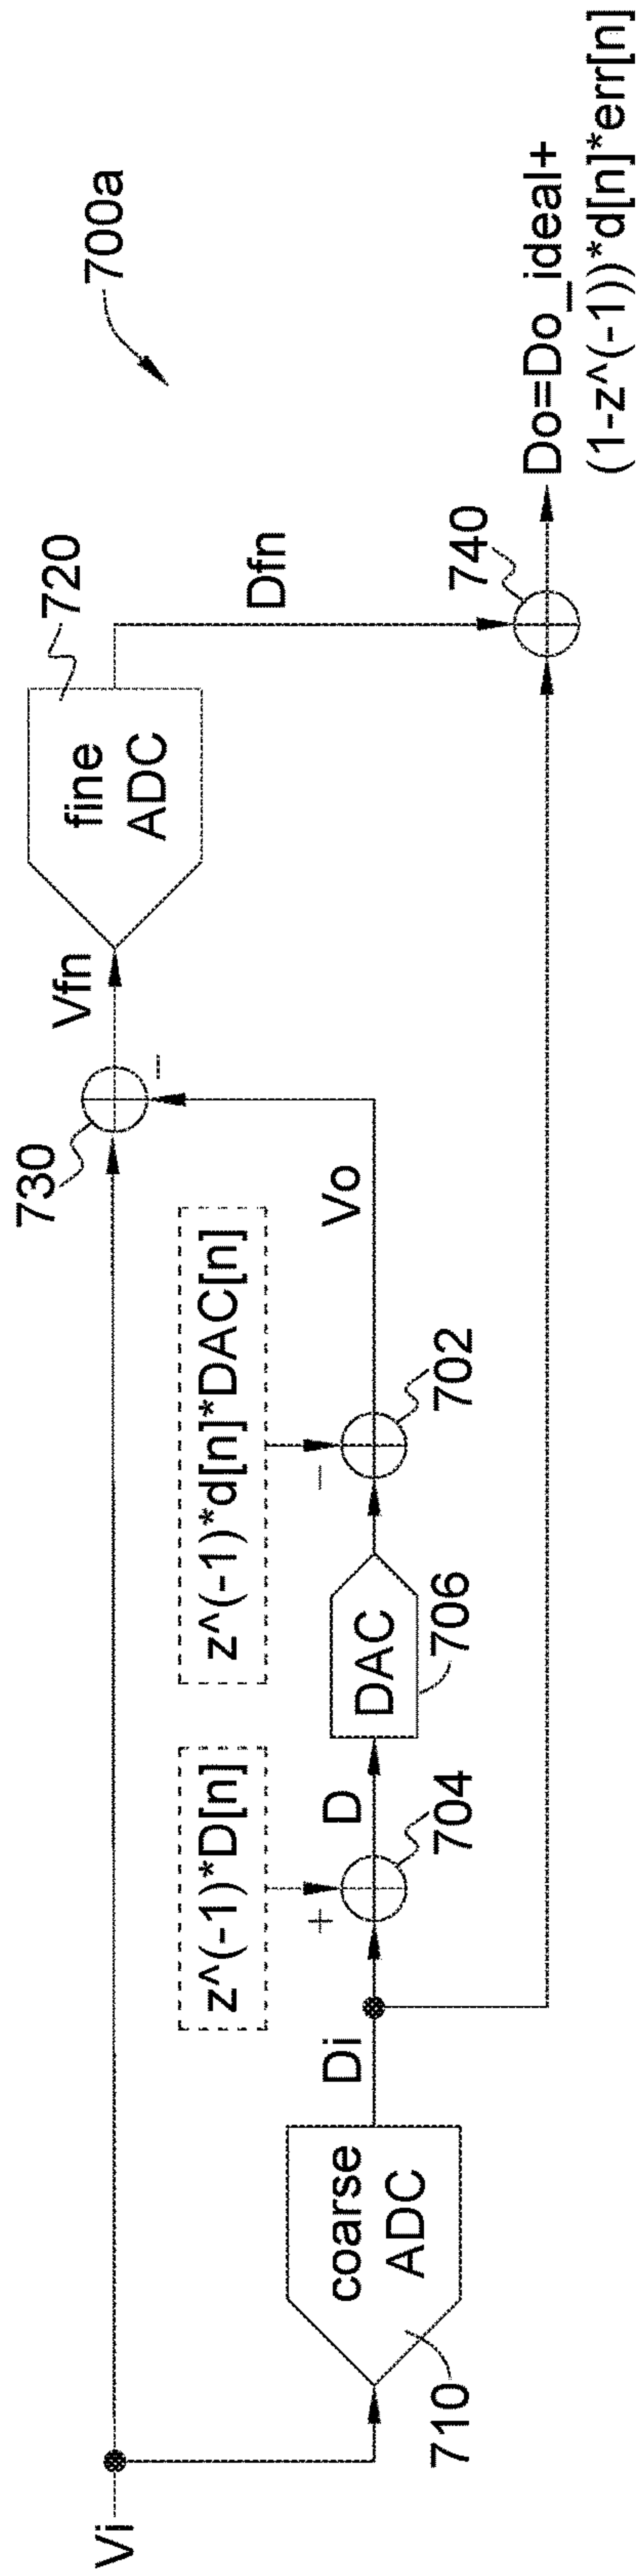 700a
720
fine
ADC
Vfn
730
Dfn
740
Do=Do_ideal+
(1-z^(-1))*d[n]*err[n]
z^(-1)*D[n]
z^(-1)*d[n]*DAC[n]
Vo
Vi
coarse
ADC
710
Di
+
D
704
DAC
706
–
702
–